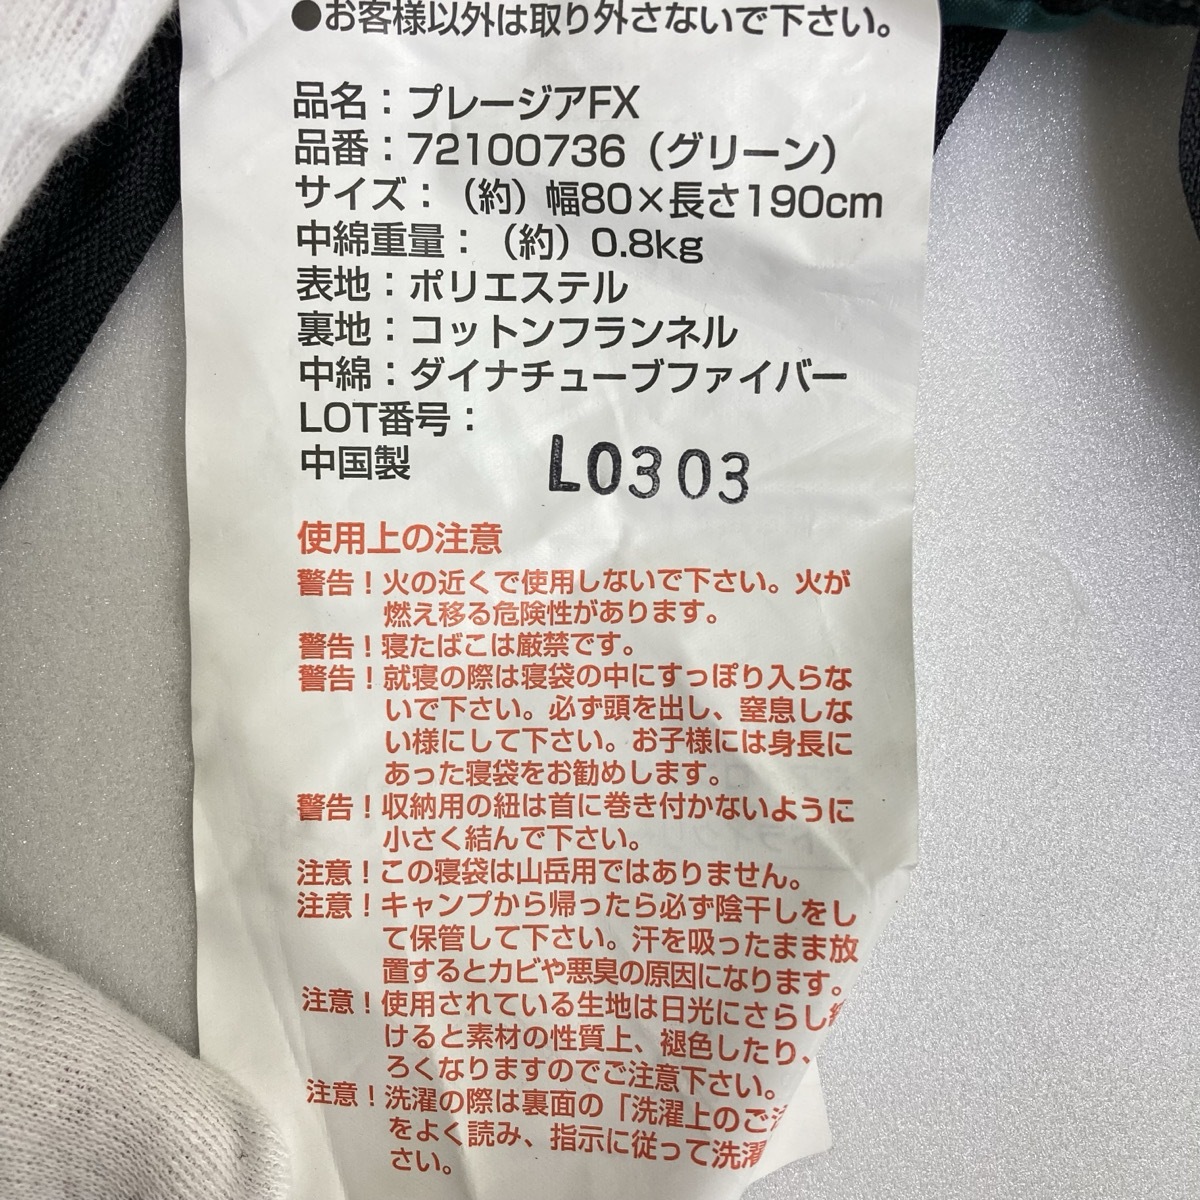 ●お客様以外は取り外さないで下さい。
品名：プレージアFX
品番：72100736（グリーン）
サイズ：（約）幅80×長さ190cm
中綿重量：（約）0.8kg
表地：ポリエステル
裏地：コットンフランネル
中綿：ダイナチューブファイバー
LOT番号：
中国製 L0303
使用上の注意
警告！火の近くで使用しないで下さい。火が
燃え移る危険性があります。
警告！寝たばこは厳禁です。
警告！就寝の際は寝袋の中にすっぽり入らな
いで下さい。必ず頭を出し、窒息しな
い様にして下さい。お子様には身長に
あった寝袋をお勧めします。
警告！収納用の紐は首に巻き付かないように
小さく結んで下さい。
注意！この寝袋は山岳用ではありません。
注意！キャンプから帰ったら必ず陰干しをし
て保管して下さい。汗を吸ったまま放
置するとカビや悪臭の原因になります。
注意！使用されている生地は日光にさらし続
けると素材の性質上、褪色したり、
ろくなりますのでご注意下さい。
注意！洗濯の際は裏面の「洗濯上のご注
をよく読み、指示に従って洗濯
さい。